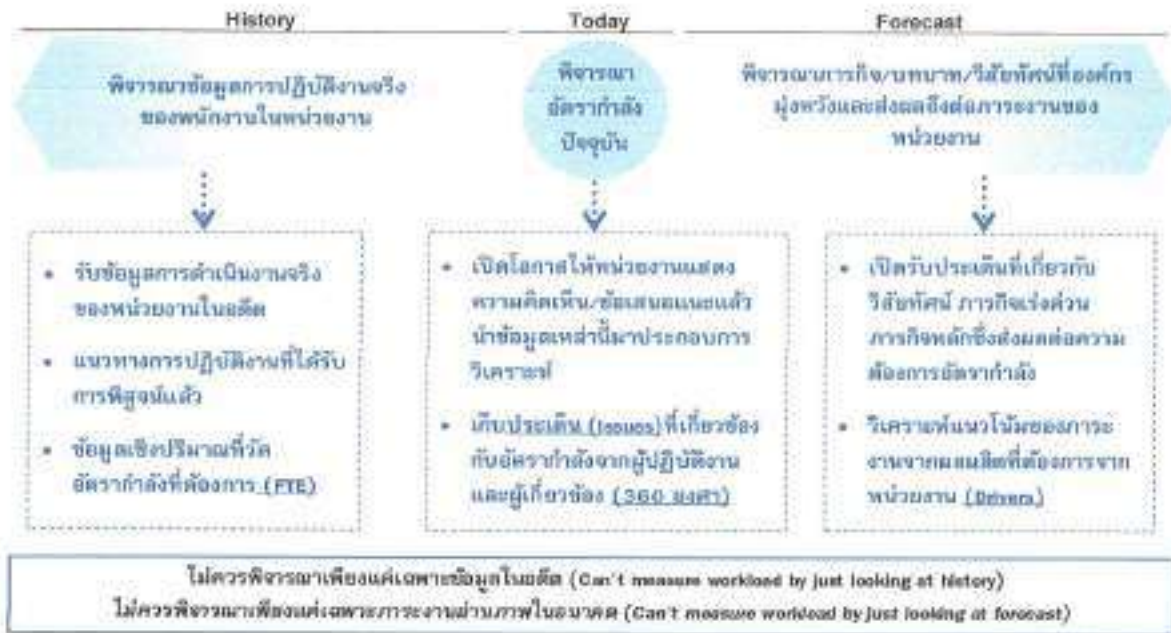 History
Today
Forecast
พิจารณาข้อมูลการปฏิบัติงานจริง
ของพนักงานในหน่วยงาน
พิจารณา
อัตรากำลัง
ปัจจุบัน
พิจารณาภารกิจ/บทบาท/วิสัยทัศน์ที่องค์กร
มุ่งหวังและส่งผลถึงต่อภาระงานของ
หน่วยงาน
• รับข้อมูลการดำเนินงานจริง
ของหน่วยงานในอดีต
• แนวทางการปฏิบัติงานที่ได้รับ
การพิสูจน์แล้ว
• ข้อมูลเชิงปริมาณที่วัด
อัตรากำลังที่ต้องการ (FTE)
• เปิดโอกาสให้หน่วยงานแสดง
ความคิดเห็น/ข้อเสนอแนะแล้ว
นำข้อมูลเหล่านี้มาประกอบการ
วิเคราะห์
• เก็บประเด็น (Issues) ที่เกี่ยวข้อง
กับอัตรากำลังจากผู้ปฏิบัติงาน
และผู้เกี่ยวข้อง (360 องศา)
• เปิดรับประเด็นที่เกี่ยวกับ
วิสัยทัศน์ ภารกิจเร่งด่วน
ภารกิจหลักซึ่งส่งผลต่อความ
ต้องการอัตรากำลัง
• วิเคราะห์แนวโน้มของภาระ
งานจากผลผลิตที่ต้องการจาก
หน่วยงาน (Drivers)
ไม่ควรพิจารณาเพียงแค่เฉพาะข้อมูลในอดีต (Can't measure workload by just looking at history)
ไม่ควรพิจารณาเพียงแค่เฉพาะภาระงานผ่านภาพในอนาคต (Can't measure workload by just looking at forecast)